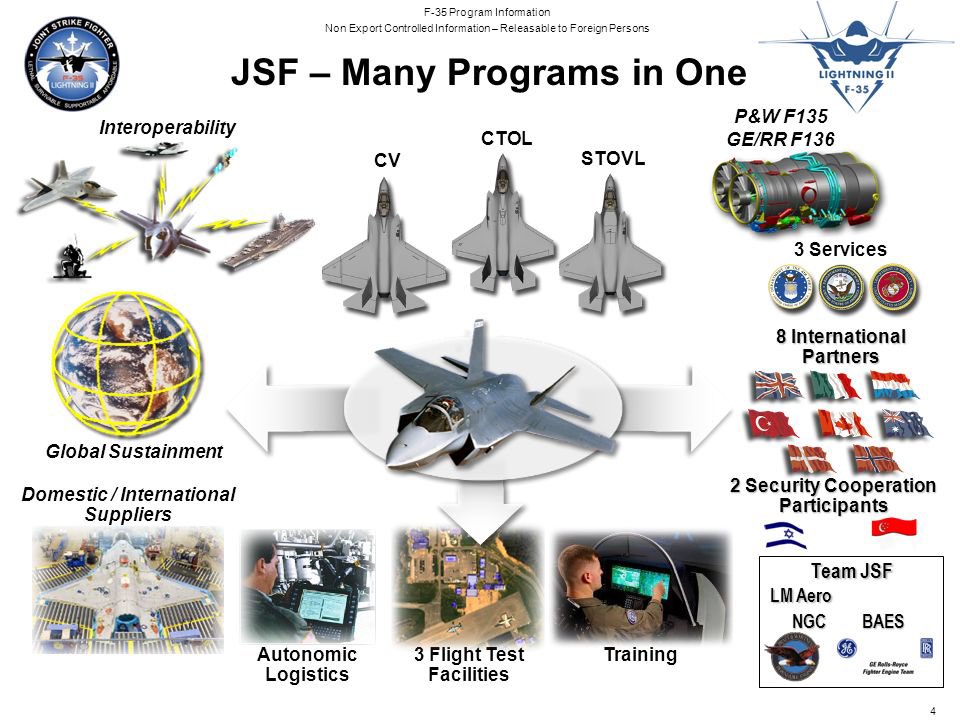 F-35 Program Information
Non Export Controlled Information – Releasable to Foreign Persons
JOINT STRIKE FIGHTER
F-35
LIGHTNING II
LETHAL SURVIVABLE SUPPORTABLE AFFORDABLE
JSF – Many Programs in One
LIGHTNING II
F-35
Interoperability
CV
CTOL
STOVL
P&W F135
GE/RR F136
3 Services
8 International
Partners
Global Sustainment
2 Security Cooperation
Participants
Domestic / International
Suppliers
Autonomic
Logistics
3 Flight Test
Facilities
Training
Team JSF
LM Aero
NGC BAES
GE Rolls-Royce
Fighter Engine Team
4